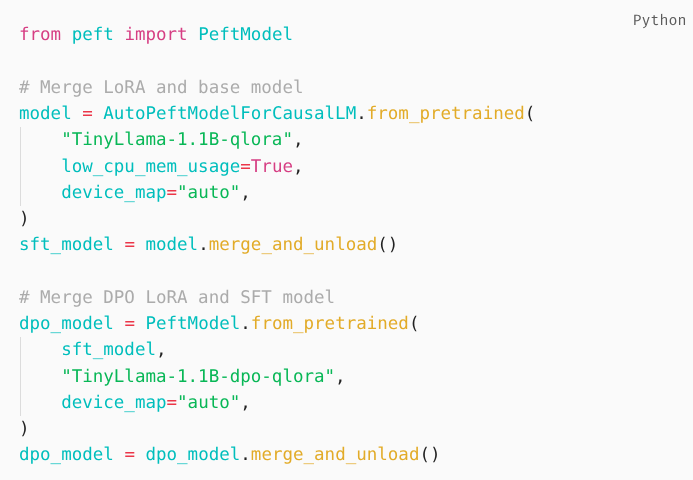 Python
from peft import PeftModel

# Merge LoRA and base model
model = AutoPeftModelForCausalLM.from_pretrained(
    "TinyLlama-1.1B-qlora",
    low_cpu_mem_usage=True,
    device_map="auto",
)
sft_model = model.merge_and_unload()

# Merge DPO LoRA and SFT model
dpo_model = PeftModel.from_pretrained(
    sft_model,
    "TinyLlama-1.1B-dpo-qlora",
    device_map="auto",
)
dpo_model = dpo_model.merge_and_unload()